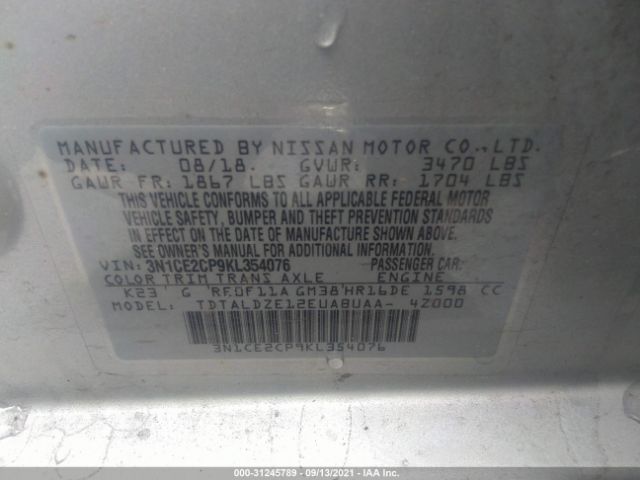 MANUFACTURED BY NISSAN MOTOR CO.,LTD.
DATE: 08/18. GVWR: 3470 LBS
GAWR FR: 1867 LBS GAWR RR: 1704 LBS
THIS VEHICLE CONFORMS TO ALL APPLICABLE FEDERAL MOTOR
VEHICLE SAFETY, BUMPER AND THEFT PREVENTION STANDARDS
IN EFFECT ON THE DATE OF MANUFACTURE SHOWN ABOVE.
SEE OWNER'S MANUAL FOR ADDITIONAL INFORMATION.
VIN: 3N1CE2CP9KL354076 PASSENGER CAR.
COLOR TRIM TRANS AXLE ENGINE
K23 G RE0F11A GM38 HR16DE 1598 CC
MODEL: TDTALDZE12EUABUAA- 4Z000
3N1CE2CP9KL354076
000-31245789 - 09/13/2021 - IAA Inc.